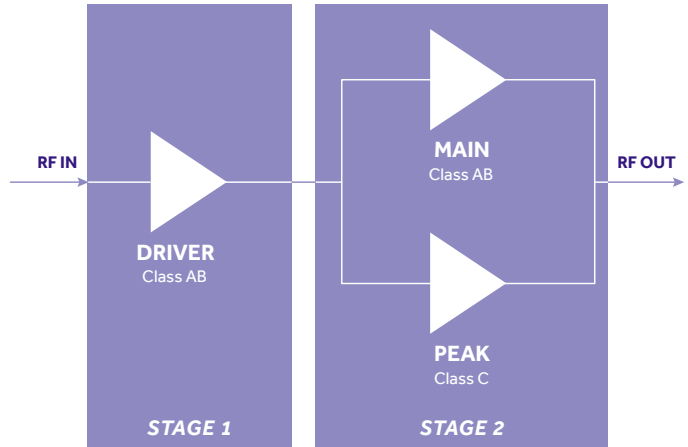 RF IN
DRIVER
Class AB
STAGE 1
MAIN
Class AB
PEAK
Class C
STAGE 2
RF OUT